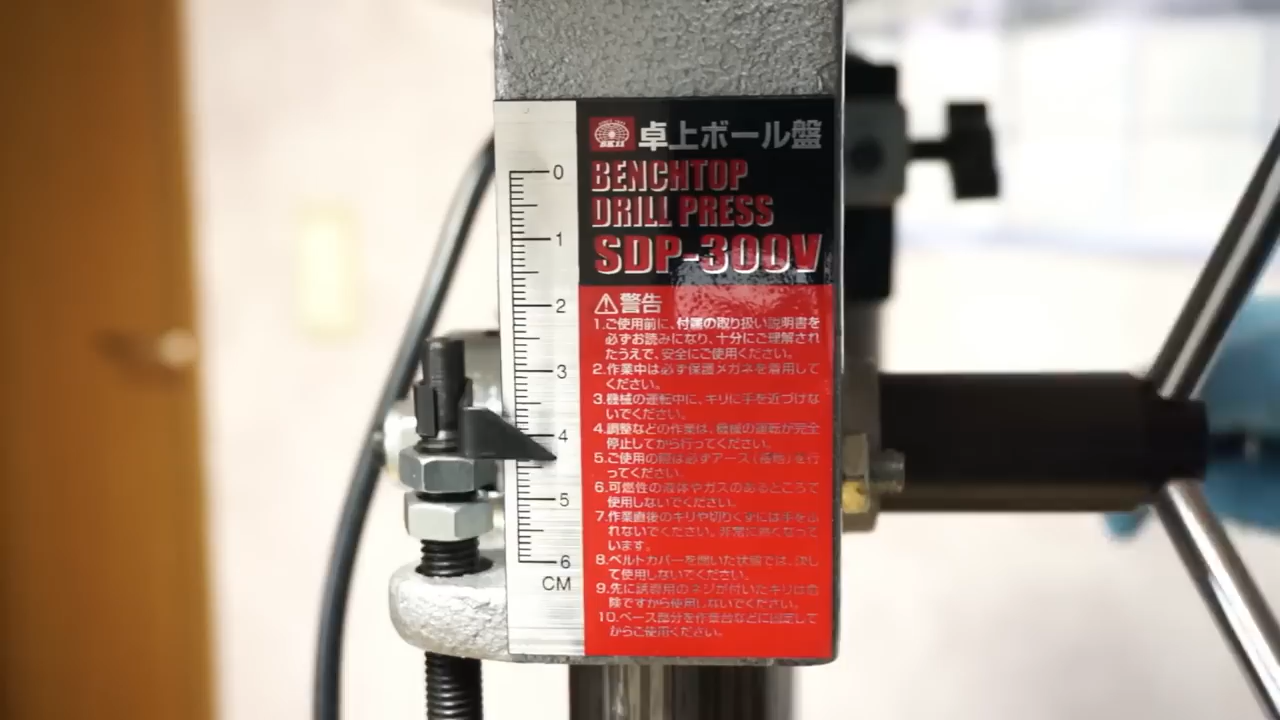 卓上ボール盤
BENCHTOP
DRILL PRESS
SDP-300V
0
1
2
3
4
5
6
CM
警告
1.ご使用前に、付属の取り扱い説明書を
必ずお読みになり、十分にご理解され
たうえで、安全にご使用ください。
2.作業中は必ず保護メガネを着用して
ください。
3.機械の運転中に、キリに手を近づけな
いでください。
4.調整などの作業は、機械の運転が完全
停止してから行ってください。
5.ご使用の際は必ずアース(接地)を行
ってください。
6.可燃性の液体やガスのあるところで
使用しないでください。
7.作業直後のキリや切りくずには手をふ
れないでください。非常に熱くなって
います。
8.ベルトカバーを開いた状態では、決し
て使用しないでください。
9.先に誘導用のネジが付いたキリは危
険ですから使用しないでください。
10.ベース部分を作業台などに固定して
からご使用ください。